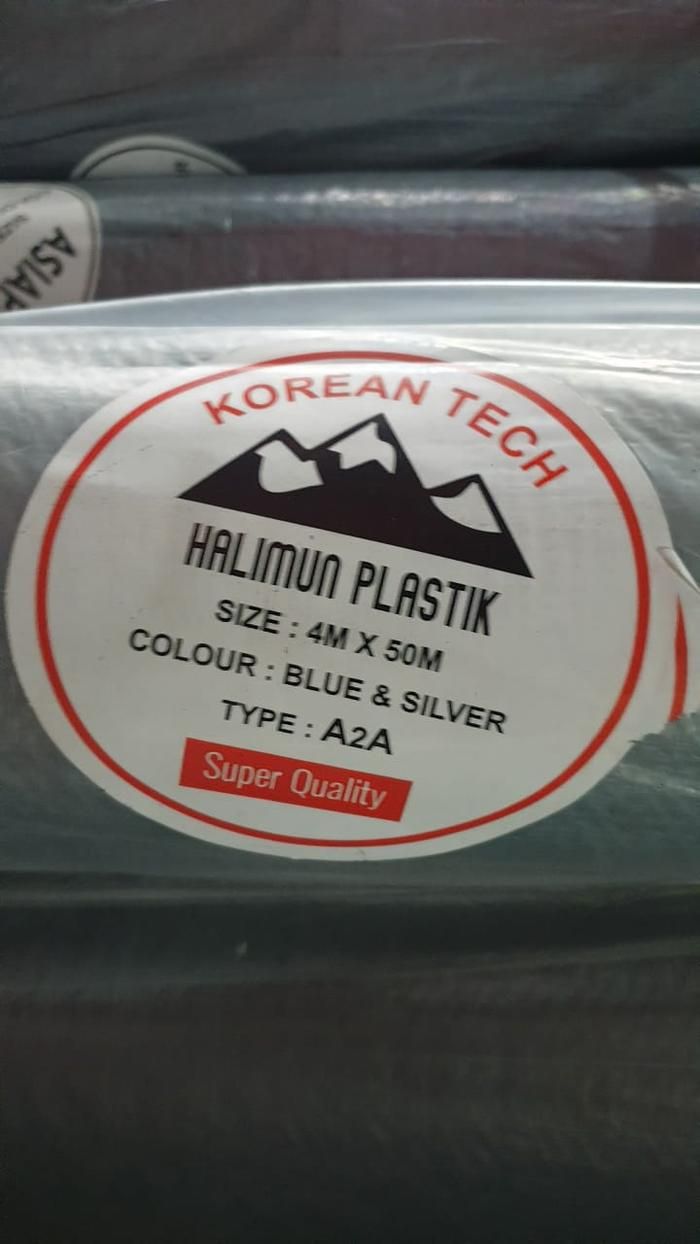 KOREAN TECH
HALIMUN PLASTIK
SIZE : 4M X 50M
COLOUR : BLUE & SILVER
TYPE : A2A
Super Quality